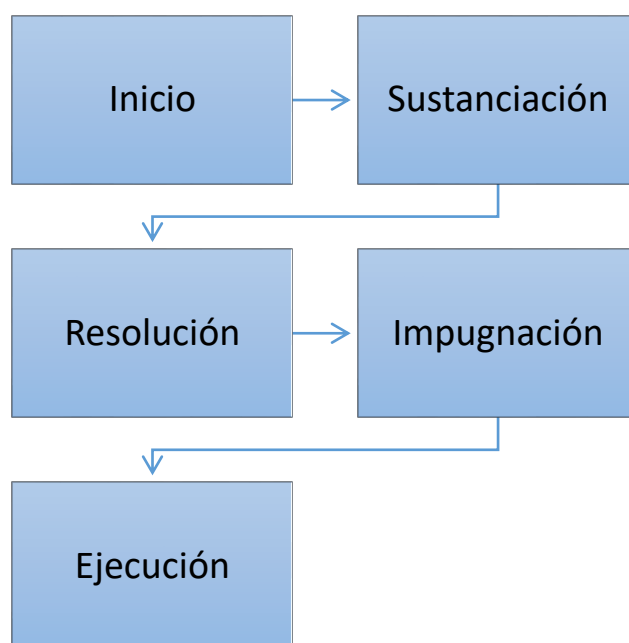 Inicio
Sustanciación
Resolución
Impugnación
Ejecución